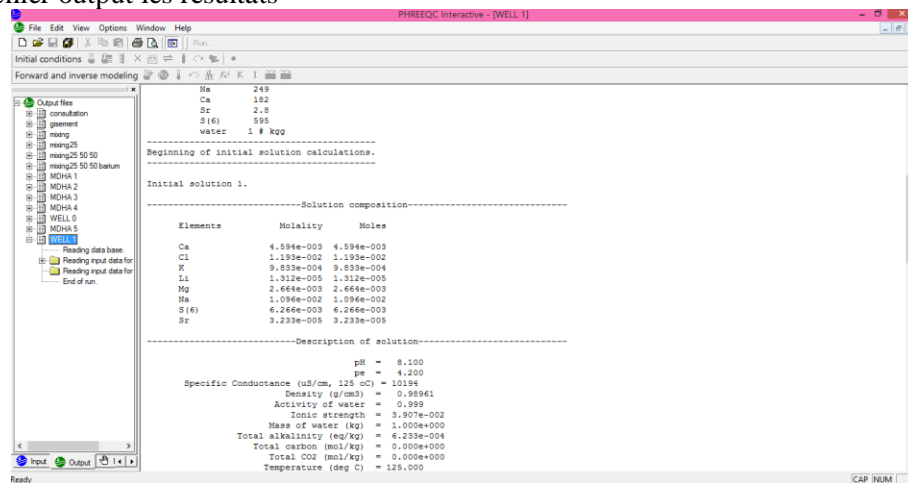 ier output les résultats
PHREEQC Interactive - [WELL 1]
File Edit View Options Window Help
Run..
Initial conditions
Forward and inverse modeling
Output files
consultation
gisement
mixing
mixing25
mixing25 50 50
mixing25 50 50 barium
MDHA 1
MDHA 2
MDHA 3
MDHA 4
WELL 0
MDHA 5
WELL 1
Reading data base.
Reading input data for
Reading input data for
End of run.
Na 249
Ca 182
Sr 2.8
S(6) 595
water 1 # kgg
-------------------------------------------
Beginning of initial solution calculations.
-------------------------------------------
Initial solution 1.
-----------------------------Solution composition------------------------------
Elements Molality Moles
Ca 4.594e-003 4.594e-003
Cl 1.193e-002 1.193e-002
K 9.833e-004 9.833e-004
Li 1.312e-005 1.312e-005
Mg 2.664e-003 2.664e-003
Na 1.096e-002 1.096e-002
S(6) 6.266e-003 6.266e-003
Sr 3.233e-005 3.233e-005
----------------------------Description of solution----------------------------
pH = 8.100
pe = 4.200
Specific Conductance (uS/cm, 125 oC) = 10194
Density (g/cm3) = 0.98961
Activity of water = 0.999
Ionic strength = 3.907e-002
Mass of water (kg) = 1.000e+000
Total alkalinity (eq/kg) = 6.233e-004
Total carbon (mol/kg) = 0.000e+000
Total CO2 (mol/kg) = 0.000e+000
Temperature (deg C) = 125.000
Input Output
Ready
CAP NUM